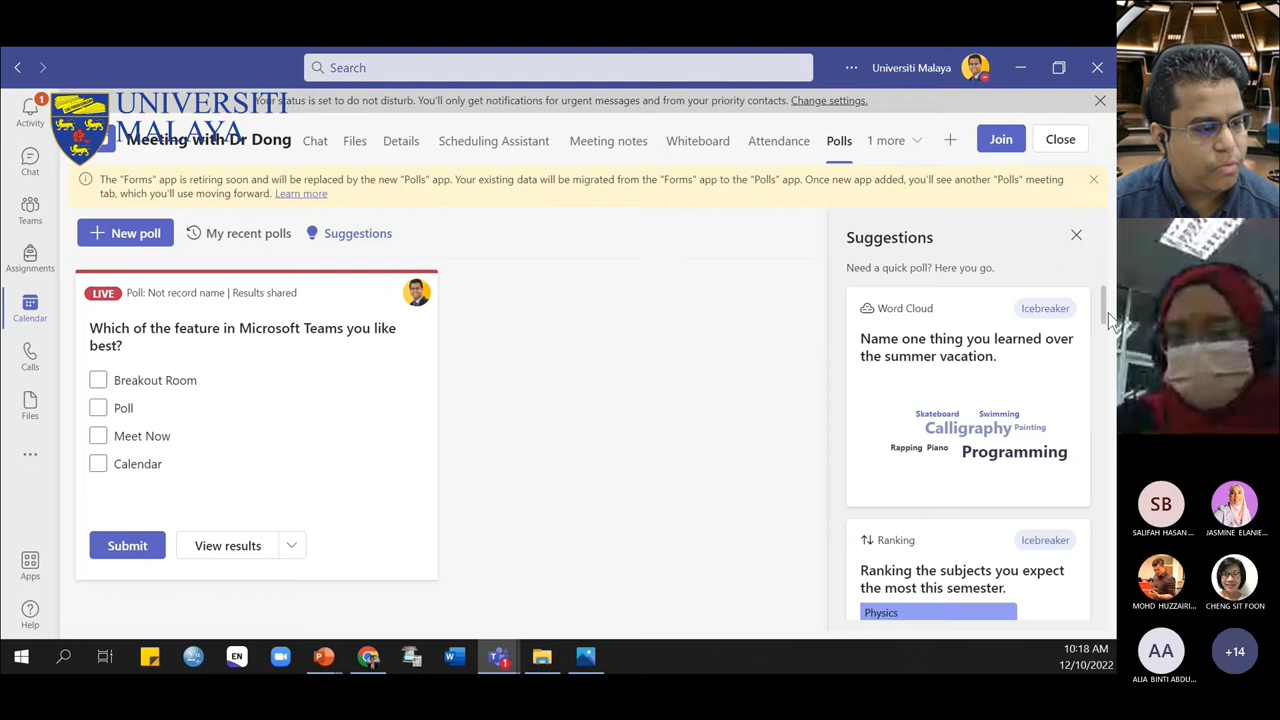 Search
Universiti Malaya
UNIVERSITI
MALAYA
Your status is set to do not disturb. You'll only get notifications for urgent messages and from your priority contacts. Change settings.
1
Activity
Meeting with Dr Dong
Chat
Files
Details
Scheduling Assistant
Meeting notes
Whiteboard
Attendance
Polls
1 more
Join
Close
Chat
The "Forms" app is retiring soon and will be replaced by the new "Polls" app. Your existing data will be migrated from the "Forms" app to the "Polls" app. Once new app added, you'll see another "Polls" meeting
tab, which you'll use moving forward. Learn more
Teams
Assignments
Calendar
Calls
Files
Apps
Help
New poll
My recent polls
Suggestions
LIVE
Poll: Not record name | Results shared
Which of the feature in Microsoft Teams you like
best?
Breakout Room
Poll
Meet Now
Calendar
Submit
View results
Suggestions
Need a quick poll? Here you go.
Word Cloud
Icebreaker
Name one thing you learned over
the summer vacation.
Skateboard
Swimming
Calligraphy
Painting
Rapping
Piano
Programming
Ranking
Icebreaker
Ranking the subjects you expect
the most this semester.
Physics
SB
SALIFAH HASAN...
JASMINE ELANIE...
MOHD HUZZAIRI...
CHENG SIT FOON
AA
ALIA BINTI ABDU...
+14
EN
W
1
10:18 AM
12/10/2022